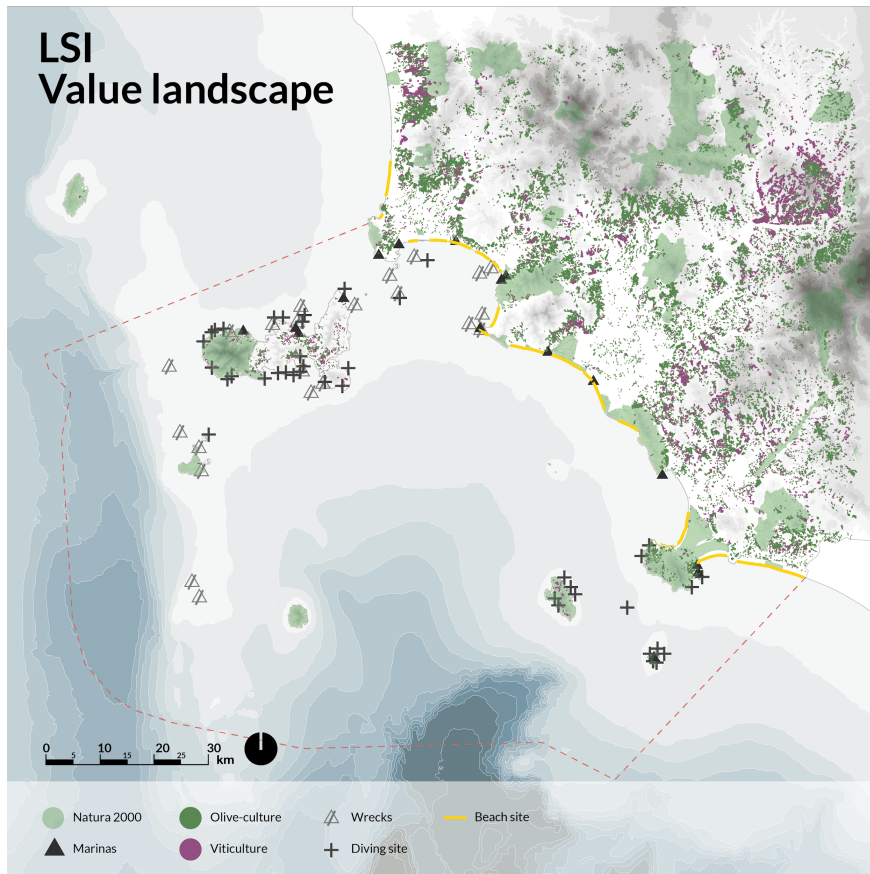 LSI
Value landscape
0 10 20 30
5 15 25 km
Natura 2000
Olive-culture
Wrecks
Beach site
Marinas
Viticulture
Diving site